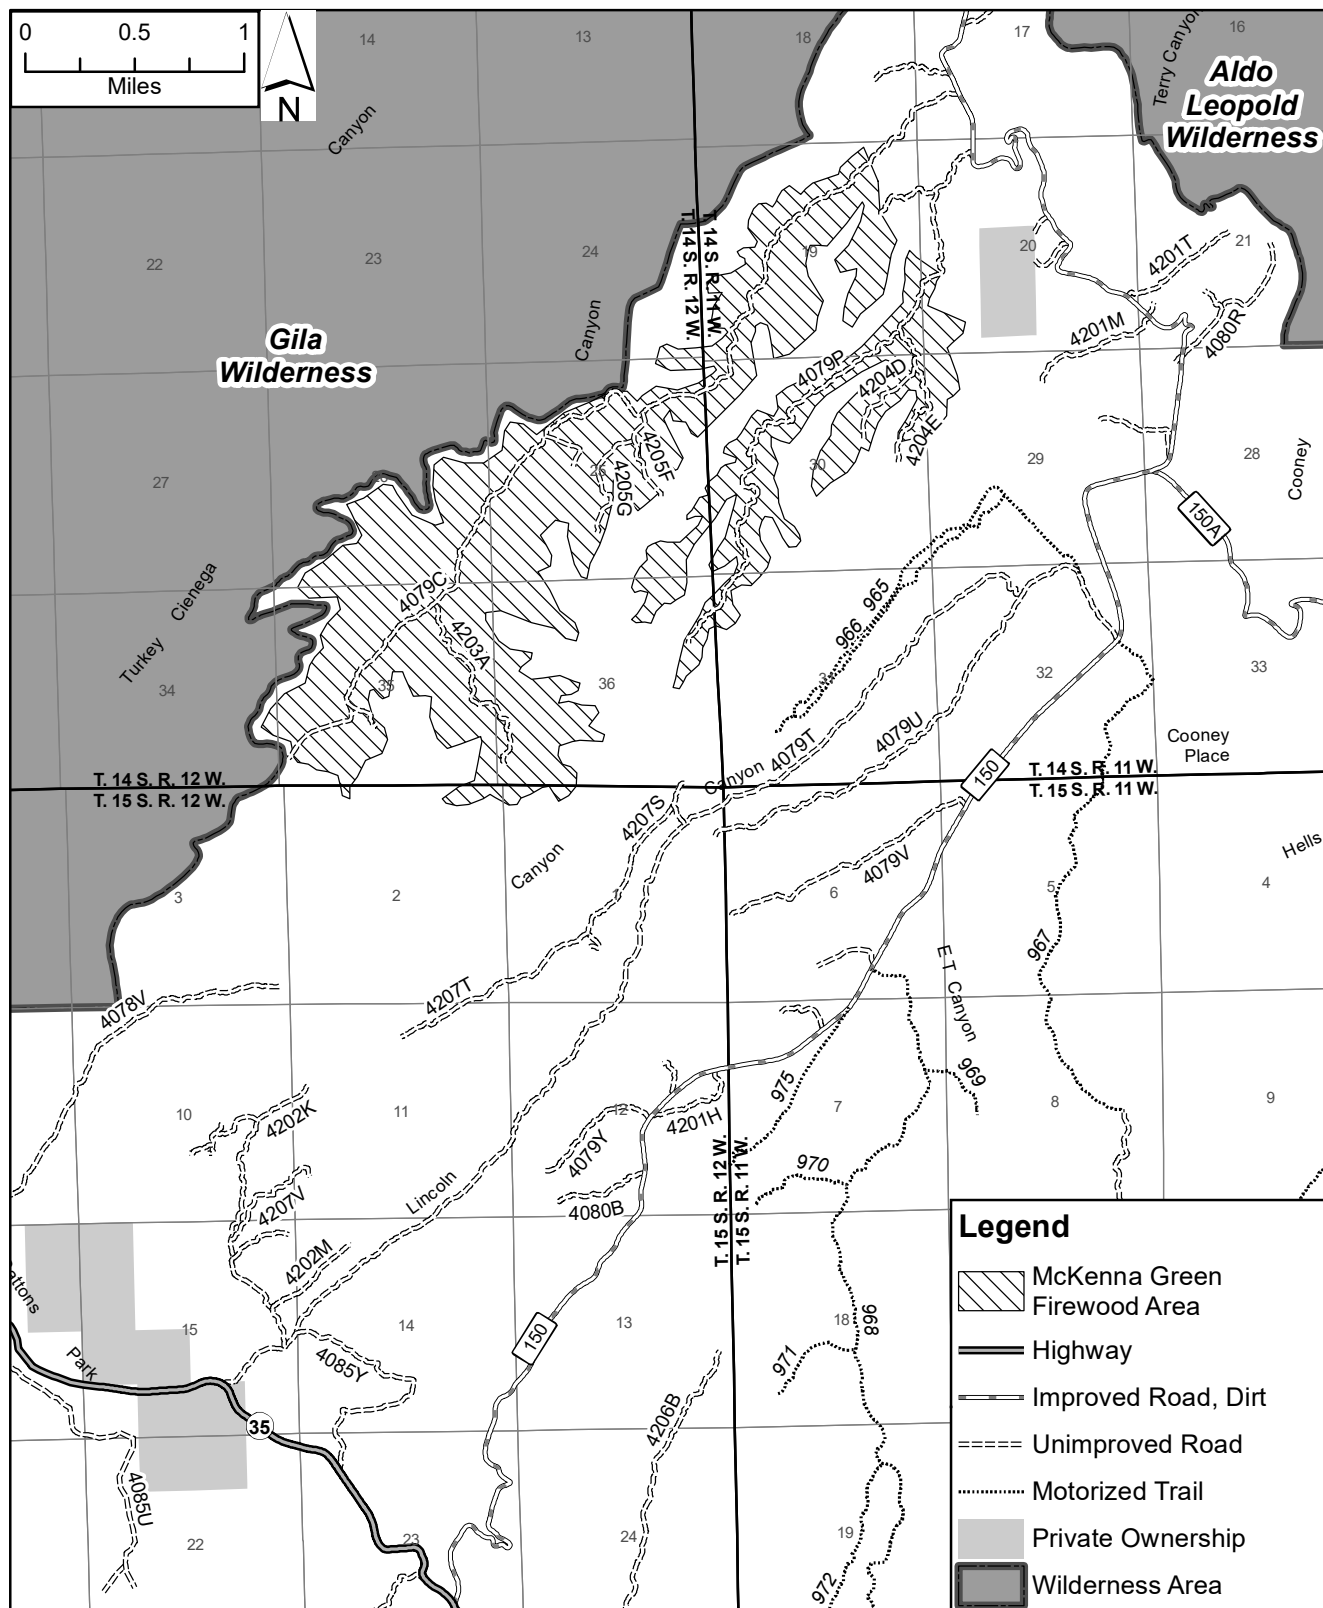 0 0.5 1
Miles
N
14
13
18
17
16
Canyon
Terry Canyon
Aldo
Leopold
Wilderness
T. 14 S. R. 12 W.
T. 14 S. R. 11 W.
22
23
24
19
20
21
4201T
4201M
4080R
Canyon
Gila
Wilderness
4079P
4204D
4204E
27
26
25
30
29
28
4205F
4205G
Cooney
150A
Turkey
Cienega
4079C
4203A
965
966
34
35
36
32
33
4079T
4079U
Cooney
Place
Canyon
150
T. 14 S. R. 12 W.
T. 15 S. R. 12 W.
T. 14 S. R. 11 W.
T. 15 S. R. 11 W.
4207S
Canyon
4079V
Hells
3
2
1
6
5
4
967
E T Canyon
4078V
4207T
975
969
10
11
12
7
8
9
4202K
4079Y
4201H
4207V
Lincoln
4080B
970
T. 15 S. R. 12 W.
T. 15 S. R. 11 W.
4202M
Park
15
14
13
18
968
971
150
4085Y
35
4206B
4085U
22
23
24
19
972
Legend
McKenna Green
Firewood Area
Highway
Improved Road, Dirt
Unimproved Road
Motorized Trail
Private Ownership
Wilderness Area